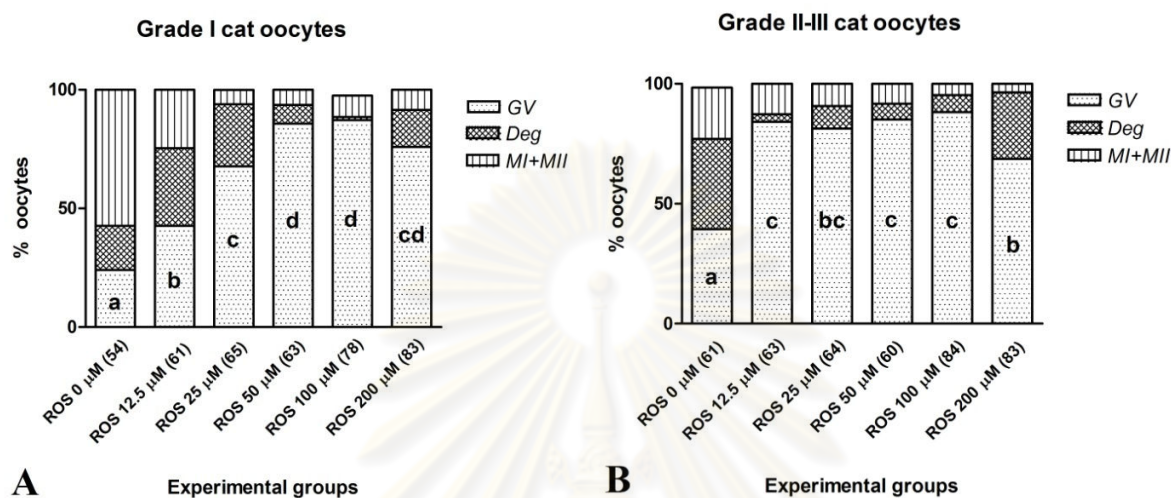 Grade I cat oocytes
% oocytes
100
50
0
a
b
c
d
d
cd
GV
Deg
MI+MII
ROS 0 µM (54)
ROS 12.5 µM (61)
ROS 25 µM (65)
ROS 50 µM (63)
ROS 100 µM (78)
ROS 200 µM (83)
A
Experimental groups
Grade II-III cat oocytes
% oocytes
100
50
0
a
c
bc
c
c
b
GV
Deg
MI+MII
ROS 0 µM (61)
ROS 12.5 µM (63)
ROS 25 µM (64)
ROS 50 µM (60)
ROS 100 µM (84)
ROS 200 µM (83)
B
Experimental groups